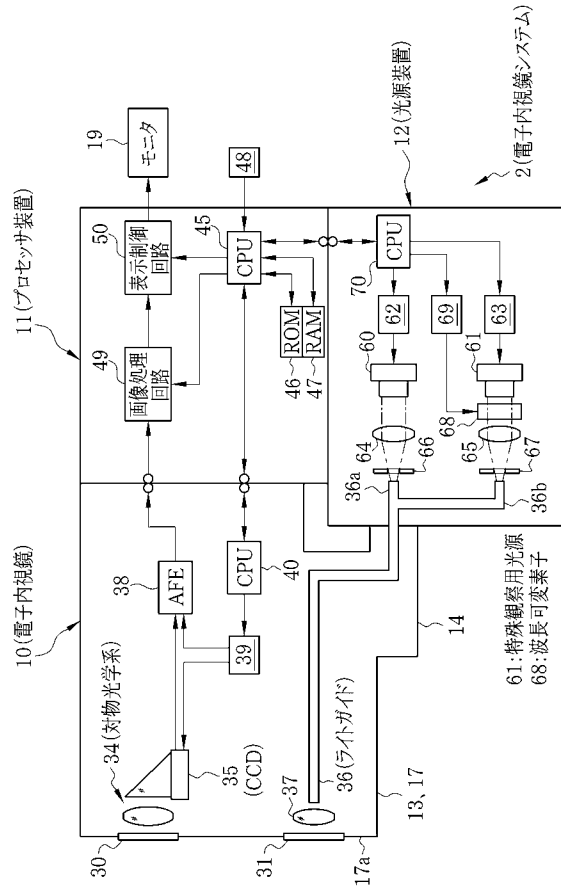 2(電子内視鏡システム)
12(光源装置)
11(プロセッサ装置)
10(電子内視鏡)
19
モニタ
48
50
表示制御
回路
45
CPU
49
画像処理
回路
ROM
RAM
46
47
70
CPU
62
69
63
60
61
68
64
65
66
67
36a
36b
38
AFE
CPU
40
39
34(対物光学系)
35
(CCD)
36(ライトガイド)
37
30
31
17a
13、17
14
61:特殊観察用光源
68:波長可変素子